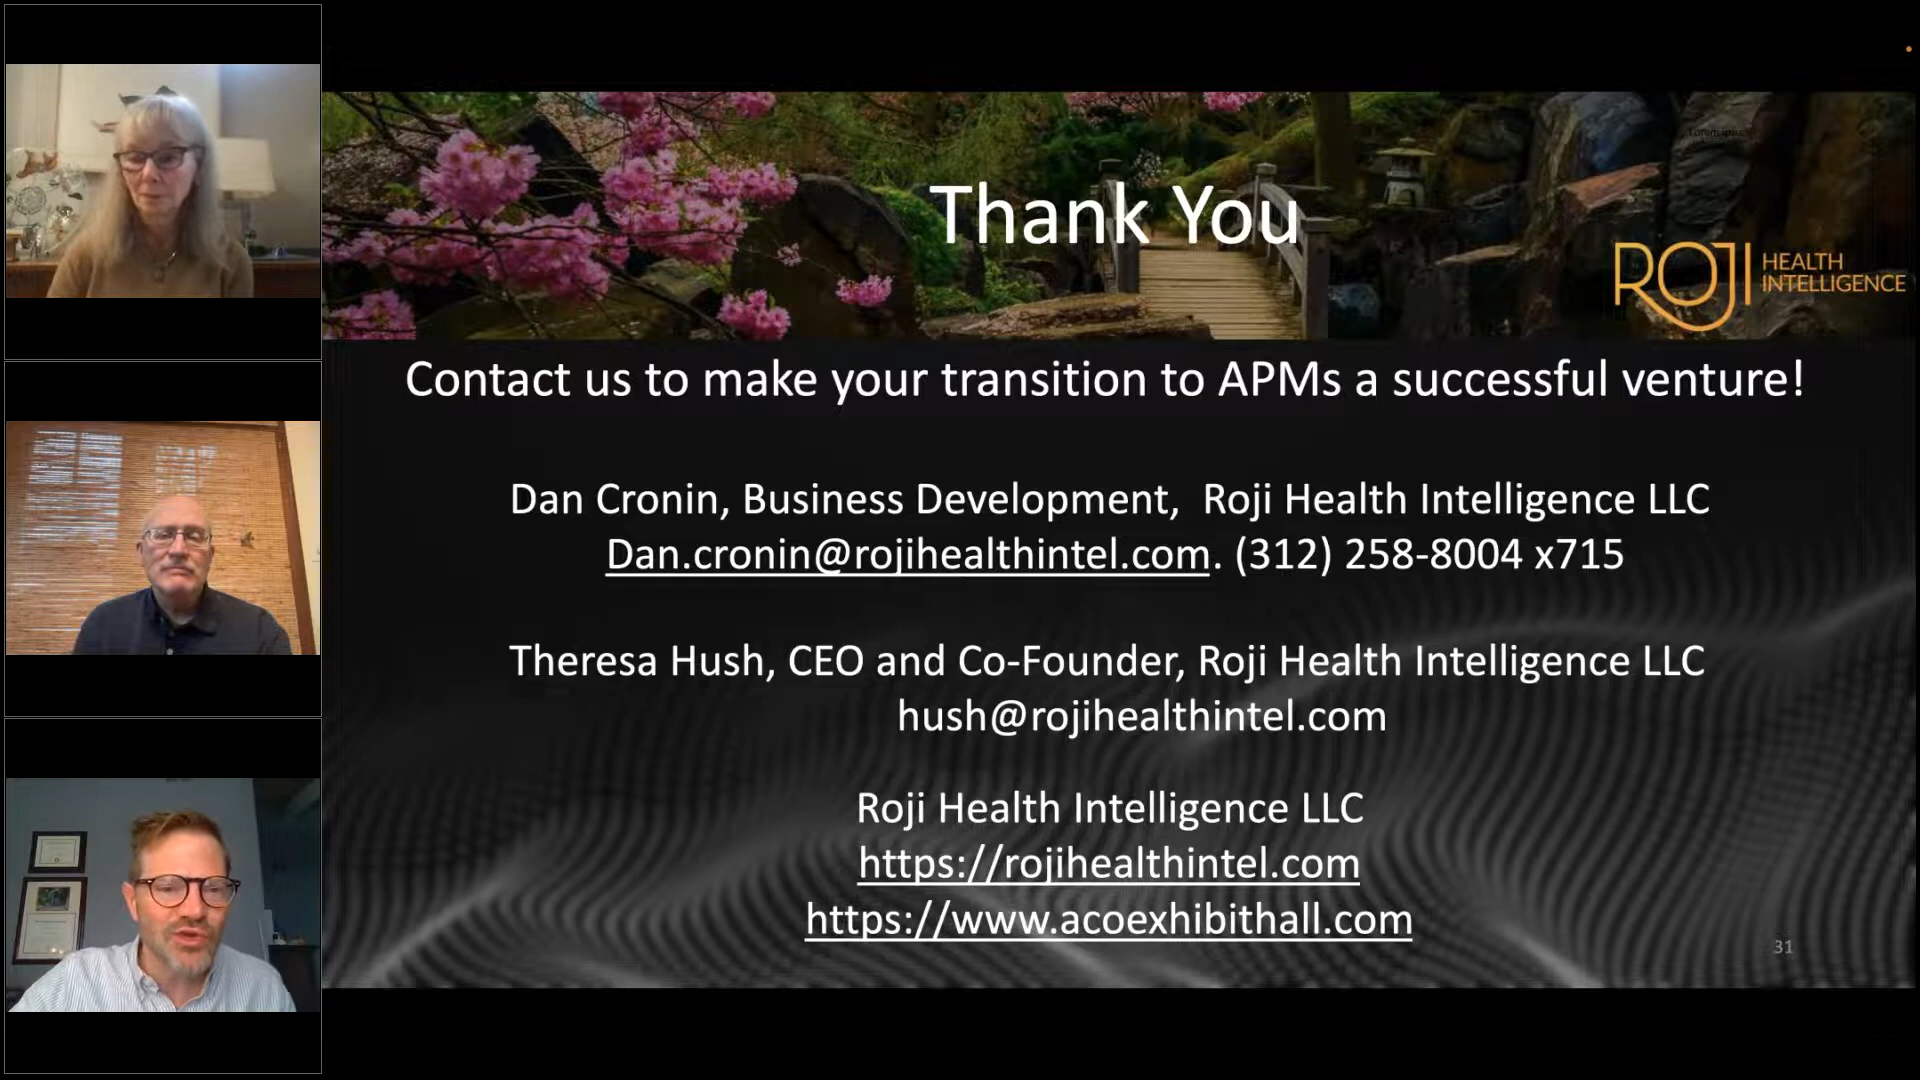 Thank You
ROJI HEALTH
INTELLIGENCE
Contact us to make your transition to APMs a successful venture!
Dan Cronin, Business Development,  Roji Health Intelligence LLC
Dan.cronin@rojihealthintel.com. (312) 258-8004 x715
Theresa Hush, CEO and Co-Founder, Roji Health Intelligence LLC
hush@rojihealthintel.com
Roji Health Intelligence LLC
https://rojihealthintel.com
https://www.acoexhibithall.com
31